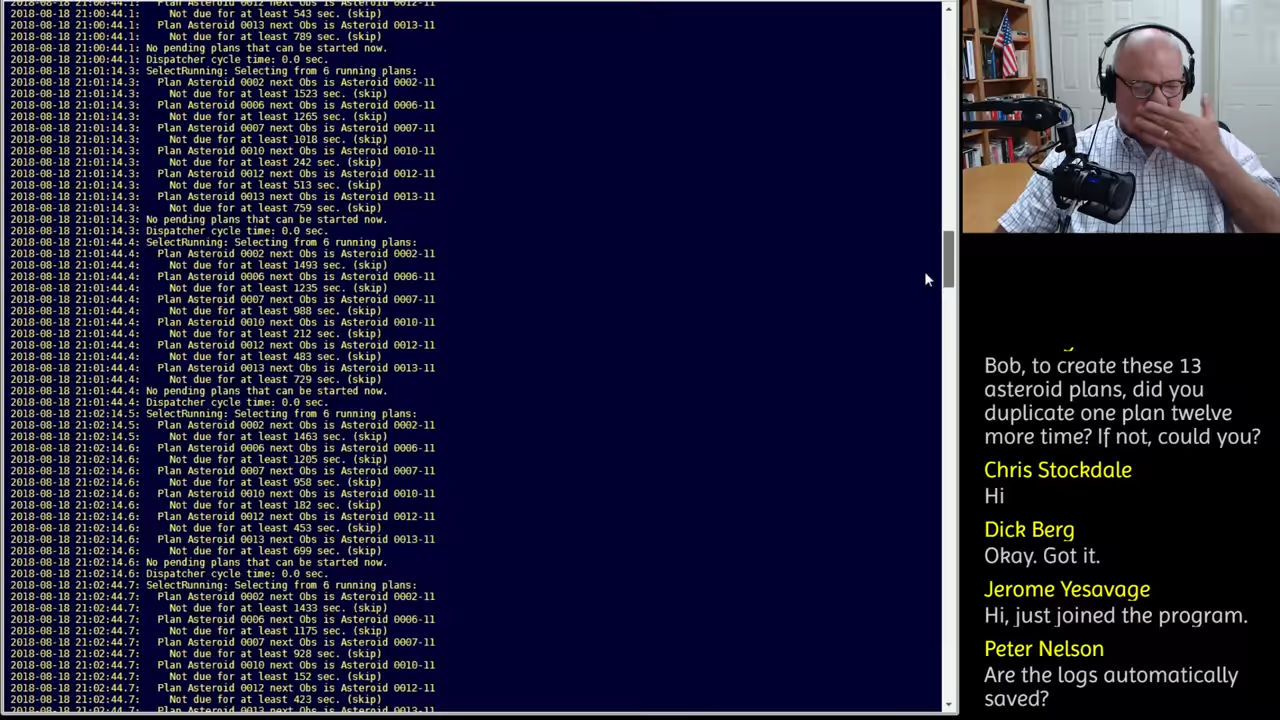 2018-08-18 21:00:44.1: Plan Asteroid 0012 next Obs is Asteroid 0012-11
2018-08-18 21:00:44.1: Not due for at least 543 sec. (skip)
2018-08-18 21:00:44.1: Plan Asteroid 0013 next Obs is Asteroid 0013-11
2018-08-18 21:00:44.1: Not due for at least 789 sec. (skip)
2018-08-18 21:00:44.1: No pending plans that can be started now.
2018-08-18 21:00:44.1: Dispatcher cycle time: 0.0 sec.
2018-08-18 21:01:14.3: SelectRunning: Selecting from 6 running plans:
2018-08-18 21:01:14.3: Plan Asteroid 0002 next Obs is Asteroid 0002-11
2018-08-18 21:01:14.3: Not due for at least 1523 sec. (skip)
2018-08-18 21:01:14.3: Plan Asteroid 0006 next Obs is Asteroid 0006-11
2018-08-18 21:01:14.3: Not due for at least 1265 sec. (skip)
2018-08-18 21:01:14.3: Plan Asteroid 0007 next Obs is Asteroid 0007-11
2018-08-18 21:01:14.3: Not due for at least 1018 sec. (skip)
2018-08-18 21:01:14.3: Plan Asteroid 0010 next Obs is Asteroid 0010-11
2018-08-18 21:01:14.3: Not due for at least 242 sec. (skip)
2018-08-18 21:01:14.3: Plan Asteroid 0012 next Obs is Asteroid 0012-11
2018-08-18 21:01:14.3: Not due for at least 513 sec. (skip)
2018-08-18 21:01:14.3: Plan Asteroid 0013 next Obs is Asteroid 0013-11
2018-08-18 21:01:14.3: Not due for at least 759 sec. (skip)
2018-08-18 21:01:14.3: No pending plans that can be started now.
2018-08-18 21:01:14.3: Dispatcher cycle time: 0.0 sec.
2018-08-18 21:01:44.4: SelectRunning: Selecting from 6 running plans:
2018-08-18 21:01:44.4: Plan Asteroid 0002 next Obs is Asteroid 0002-11
2018-08-18 21:01:44.4: Not due for at least 1493 sec. (skip)
2018-08-18 21:01:44.4: Plan Asteroid 0006 next Obs is Asteroid 0006-11
2018-08-18 21:01:44.4: Not due for at least 1235 sec. (skip)
2018-08-18 21:01:44.4: Plan Asteroid 0007 next Obs is Asteroid 0007-11
2018-08-18 21:01:44.4: Not due for at least 988 sec. (skip)
2018-08-18 21:01:44.4: Plan Asteroid 0010 next Obs is Asteroid 0010-11
2018-08-18 21:01:44.4: Not due for at least 212 sec. (skip)
2018-08-18 21:01:44.4: Plan Asteroid 0012 next Obs is Asteroid 0012-11
2018-08-18 21:01:44.4: Not due for at least 483 sec. (skip)
2018-08-18 21:01:44.4: Plan Asteroid 0013 next Obs is Asteroid 0013-11
2018-08-18 21:01:44.4: Not due for at least 729 sec. (skip)
2018-08-18 21:01:44.4: No pending plans that can be started now.
2018-08-18 21:01:44.4: Dispatcher cycle time: 0.0 sec.
2018-08-18 21:02:14.5: SelectRunning: Selecting from 6 running plans:
2018-08-18 21:02:14.5: Plan Asteroid 0002 next Obs is Asteroid 0002-11
2018-08-18 21:02:14.5: Not due for at least 1463 sec. (skip)
2018-08-18 21:02:14.6: Plan Asteroid 0006 next Obs is Asteroid 0006-11
2018-08-18 21:02:14.6: Not due for at least 1205 sec. (skip)
2018-08-18 21:02:14.6: Plan Asteroid 0007 next Obs is Asteroid 0007-11
2018-08-18 21:02:14.6: Not due for at least 958 sec. (skip)
2018-08-18 21:02:14.6: Plan Asteroid 0010 next Obs is Asteroid 0010-11
2018-08-18 21:02:14.6: Not due for at least 182 sec. (skip)
2018-08-18 21:02:14.6: Plan Asteroid 0012 next Obs is Asteroid 0012-11
2018-08-18 21:02:14.6: Not due for at least 453 sec. (skip)
2018-08-18 21:02:14.6: Plan Asteroid 0013 next Obs is Asteroid 0013-11
2018-08-18 21:02:14.6: Not due for at least 699 sec. (skip)
2018-08-18 21:02:14.6: No pending plans that can be started now.
2018-08-18 21:02:14.6: Dispatcher cycle time: 0.0 sec.
2018-08-18 21:02:44.7: SelectRunning: Selecting from 6 running plans:
2018-08-18 21:02:44.7: Plan Asteroid 0002 next Obs is Asteroid 0002-11
2018-08-18 21:02:44.7: Not due for at least 1433 sec. (skip)
2018-08-18 21:02:44.7: Plan Asteroid 0006 next Obs is Asteroid 0006-11
2018-08-18 21:02:44.7: Not due for at least 1175 sec. (skip)
2018-08-18 21:02:44.7: Plan Asteroid 0007 next Obs is Asteroid 0007-11
2018-08-18 21:02:44.7: Not due for at least 928 sec. (skip)
2018-08-18 21:02:44.7: Plan Asteroid 0010 next Obs is Asteroid 0010-11
2018-08-18 21:02:44.7: Not due for at least 152 sec. (skip)
2018-08-18 21:02:44.7: Plan Asteroid 0012 next Obs is Asteroid 0012-11
2018-08-18 21:02:44.7: Not due for at least 423 sec. (skip)
2018-08-18 21:02:44.7: Plan Asteroid 0013 next Obs is Asteroid 0013-11
Bob, to create these 13
asteroid plans, did you
duplicate one plan twelve
more time? If not, could you?
Chris Stockdale
Hi
Dick Berg
Okay. Got it.
Jerome Yesavage
Hi, just joined the program.
Peter Nelson
Are the logs automatically
saved?